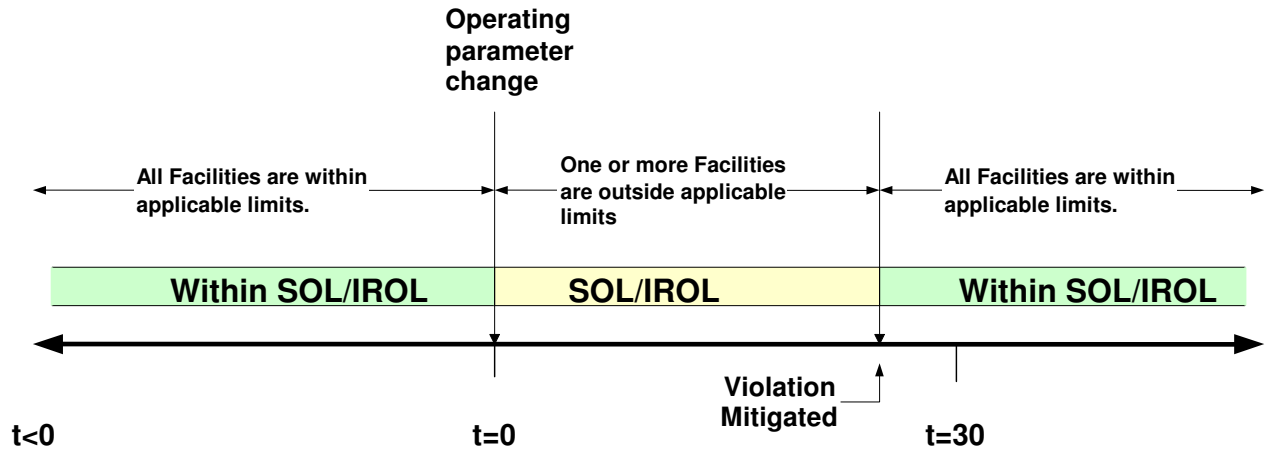 Operating
parameter
change
All Facilities are within
applicable limits.
One or more Facilities
are outside applicable
limits
All Facilities are within
applicable limits.
Within SOL/IROL
SOL/IROL
Within SOL/IROL
Violation
Mitigated
t<0
t=0
t=30